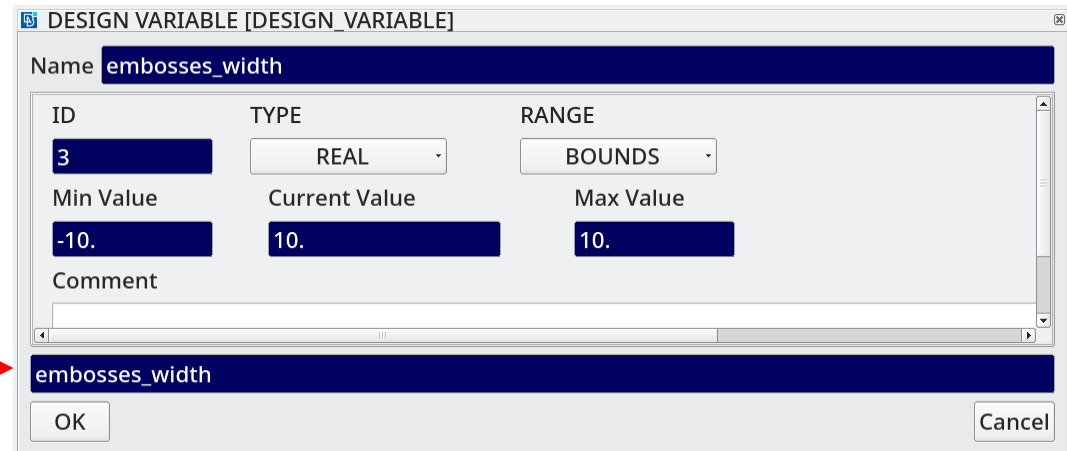 DESIGN VARIABLE [DESIGN_VARIABLE]
Name embosses_width
ID TYPE RANGE
3 REAL BOUNDS
Min Value Current Value Max Value
-10. 10. 10.
Comment
embosses_width
OK Cancel